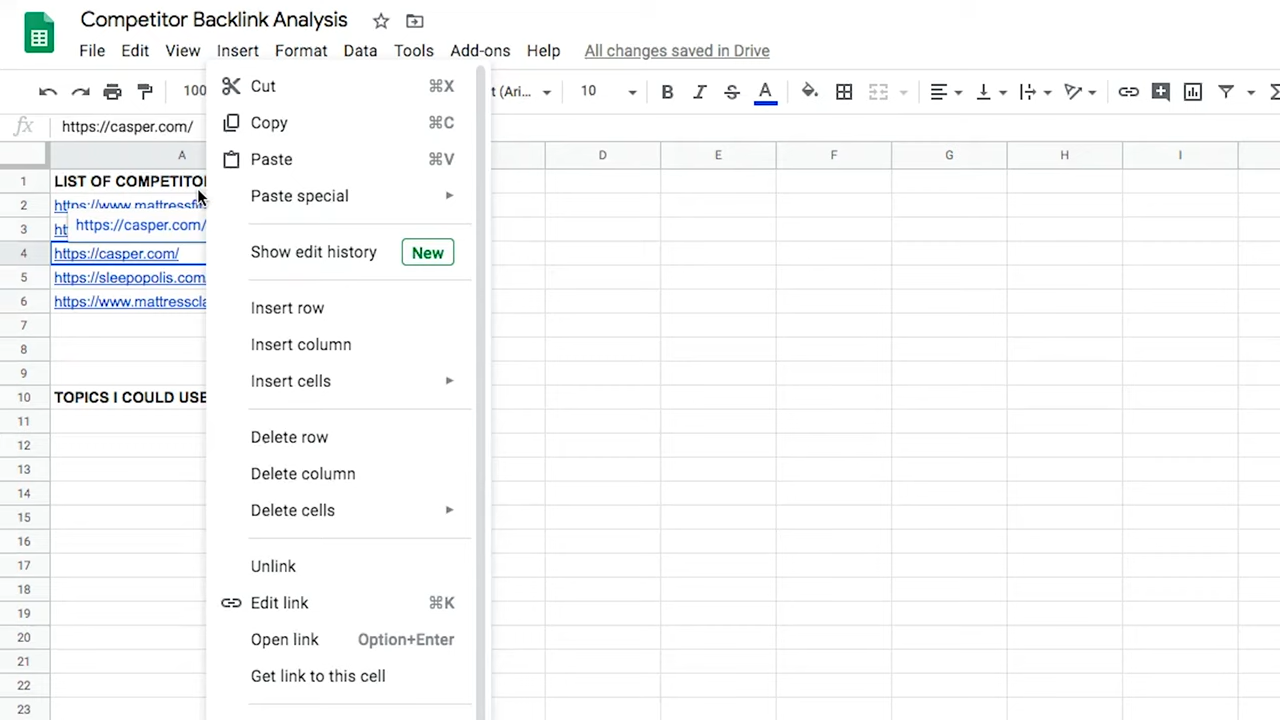 Competitor Backlink Analysis
File Edit View Insert Format Data Tools Add-ons Help All changes saved in Drive
100 (Ari... 10 B I S A
fx https://casper.com/
A D E F G H I
1 LIST OF COMPETITO
2 https://www.mattressfi
https://casper.com/
3 ht
4 https://casper.com/
5 https://sleepopolis.com
6 https://www.mattresscla
7
8
9
10 TOPICS I COULD USE
11
12
13
14
15
16
17
18
19
20
21
22
23
Cut ⌘X
Copy ⌘C
Paste ⌘V
Paste special
Show edit history New
Insert row
Insert column
Insert cells
Delete row
Delete column
Delete cells
Unlink
Edit link ⌘K
Open link Option+Enter
Get link to this cell